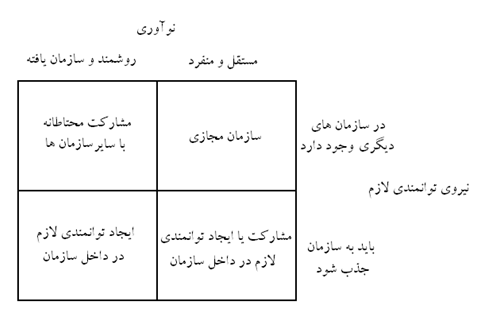 نوآوری
مستقل و منفرد
روشمند و سازمان یافته
در سازمان های
دیگری وجود دارد
سازمان مجازی
مشارکت محتاطانه
با سایرسازمان ها
نیروی توانمندی لازم
باید به سازمان
جذب شود
مشارکت یا ایجاد توانمندی
لازم در داخل سازمان
ایجاد توانمندی لازم
در داخل سازمان